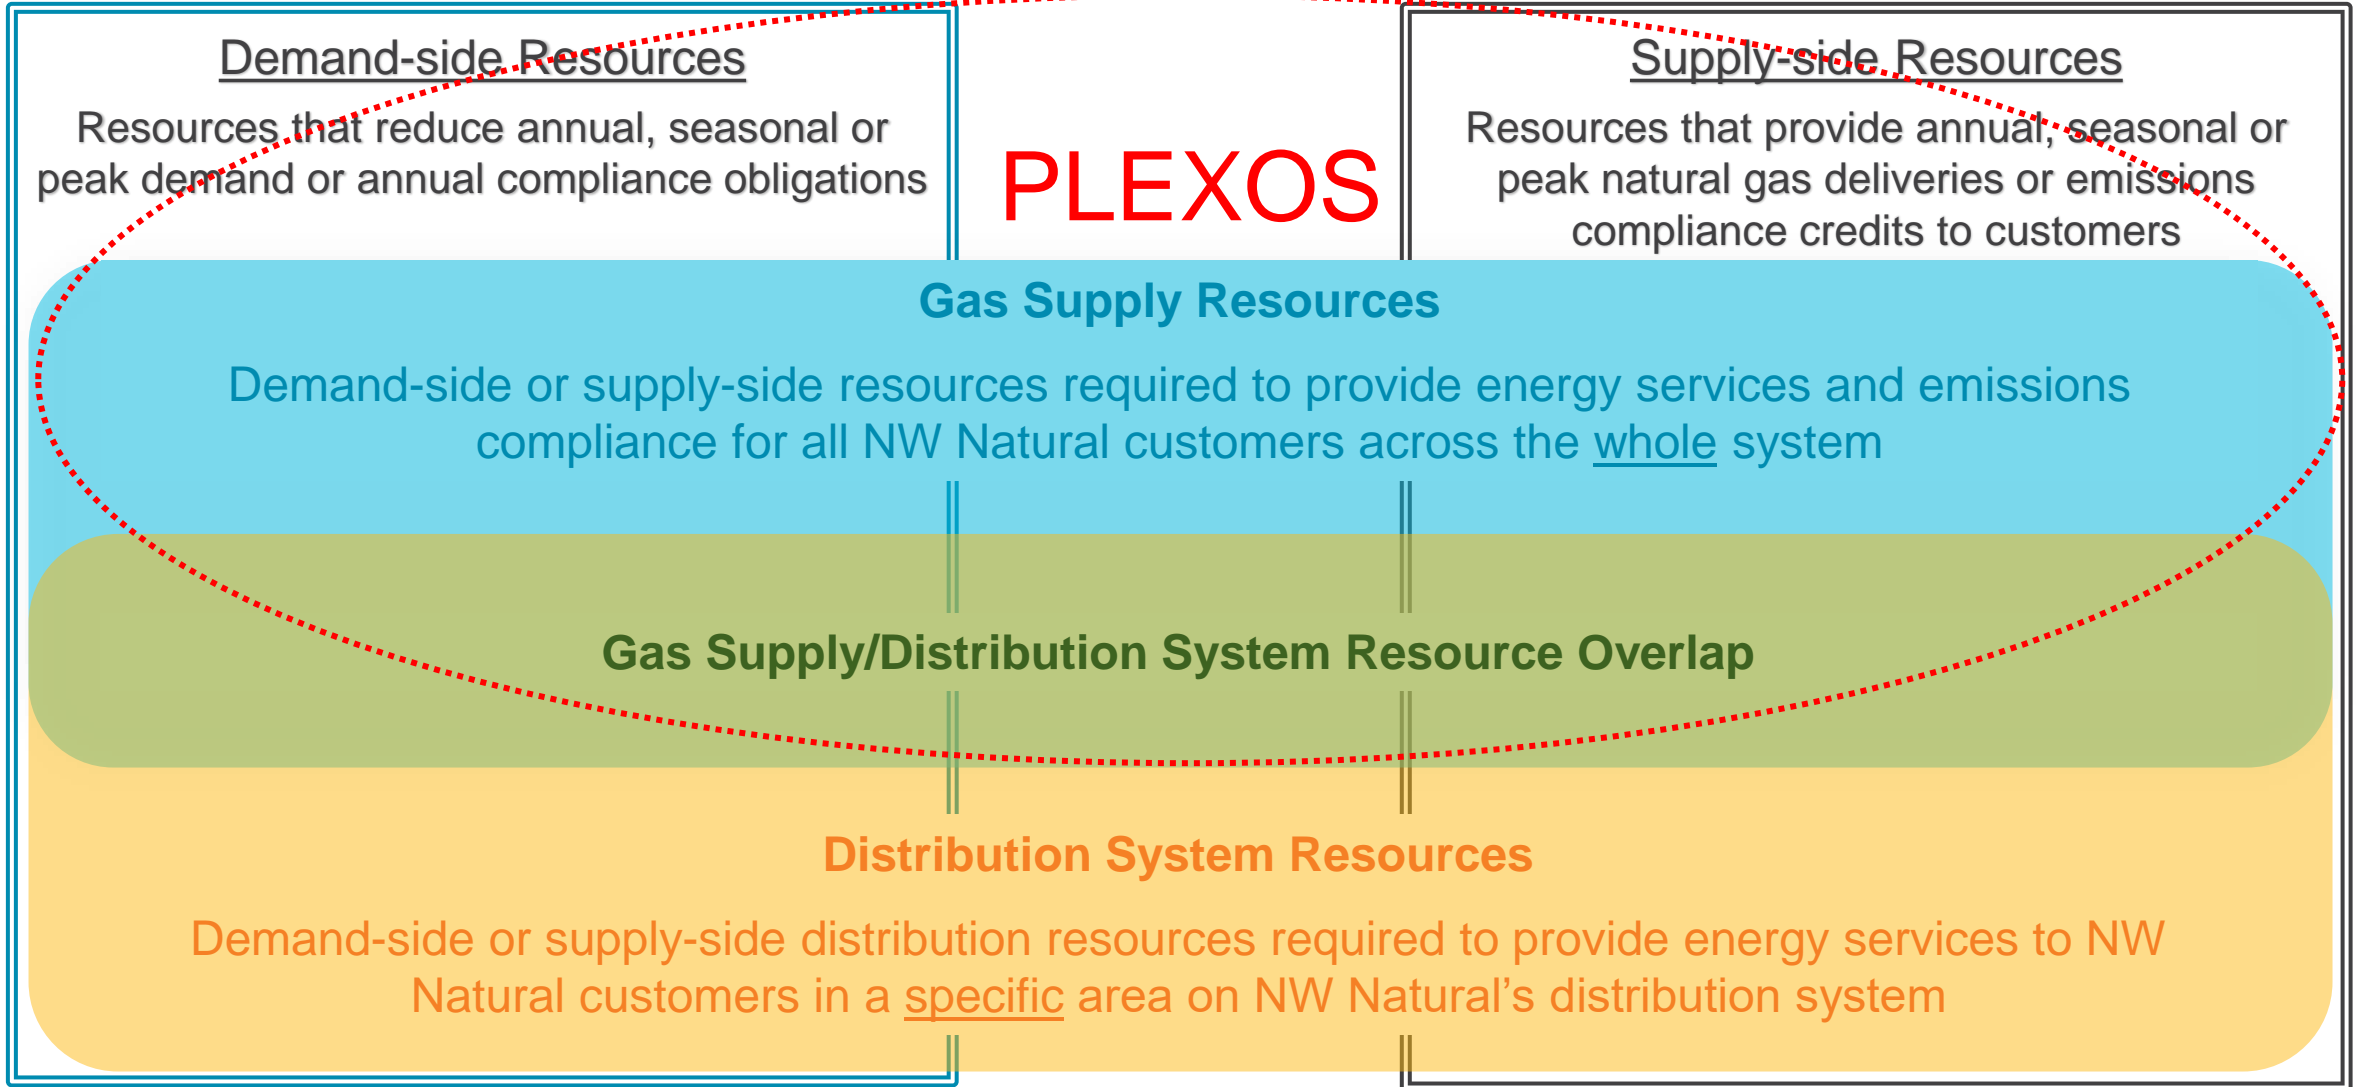 Demand-side Resources
Resources that reduce annual, seasonal or
peak demand or annual compliance obligations
PLEXOS
Supply-side Resources
Resources that provide annual, seasonal or
peak natural gas deliveries or emissions
compliance credits to customers
Gas Supply Resources
Demand-side or supply-side resources required to provide energy services and emissions
compliance for all NW Natural customers across the whole system
Gas Supply/Distribution System Resource Overlap
Distribution System Resources
Demand-side or supply-side distribution resources required to provide energy services to NW
Natural customers in a specific area on NW Natural’s distribution system